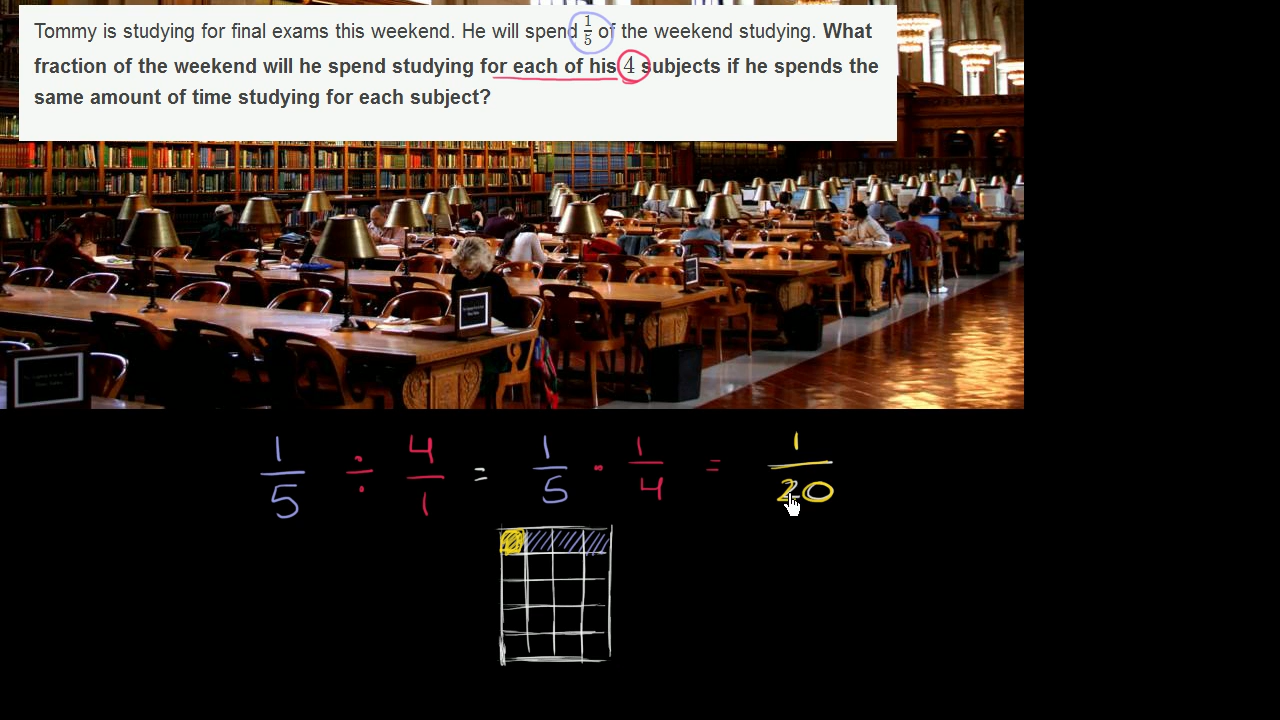 Tommy is studying for final exams this weekend. He will spend 1/5 of the weekend studying. What
fraction of the weekend will he spend studying for each of his 4 subjects if he spends the
same amount of time studying for each subject?
1/5 ÷ 4/1 = 1/5 · 1/4 = 1/20